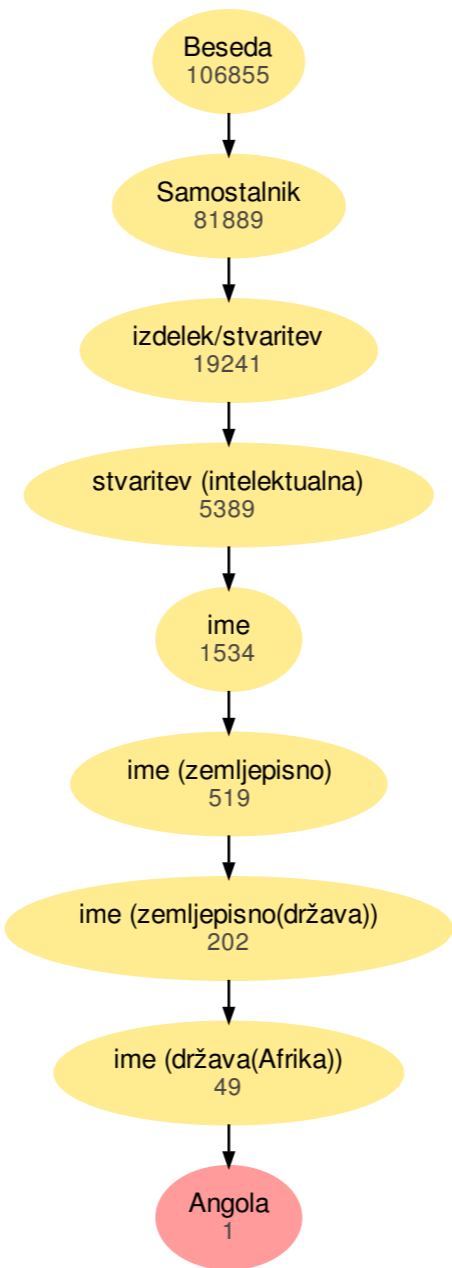 Beseda
106855
Samostalnik
81889
izdelek/stvaritev
19241
stvaritev (intelektualna)
5389
ime
1534
ime (zemljepisno)
519
ime (zemljepisno(država))
202
ime (država(Afrika))
49
Angola
1